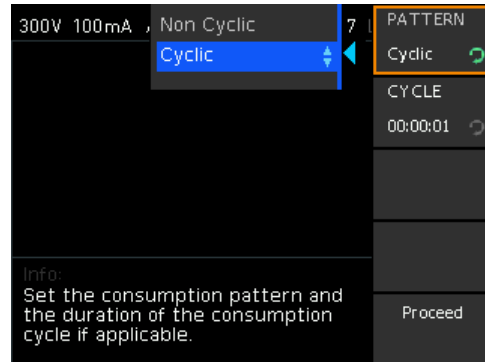 300V 100mA
Non Cyclic
7
Cyclic
PATTERN
Cyclic
CYCLE
00:00:01
Info:
Set the consumption pattern and
the duration of the consumption
cycle if applicable.
Proceed